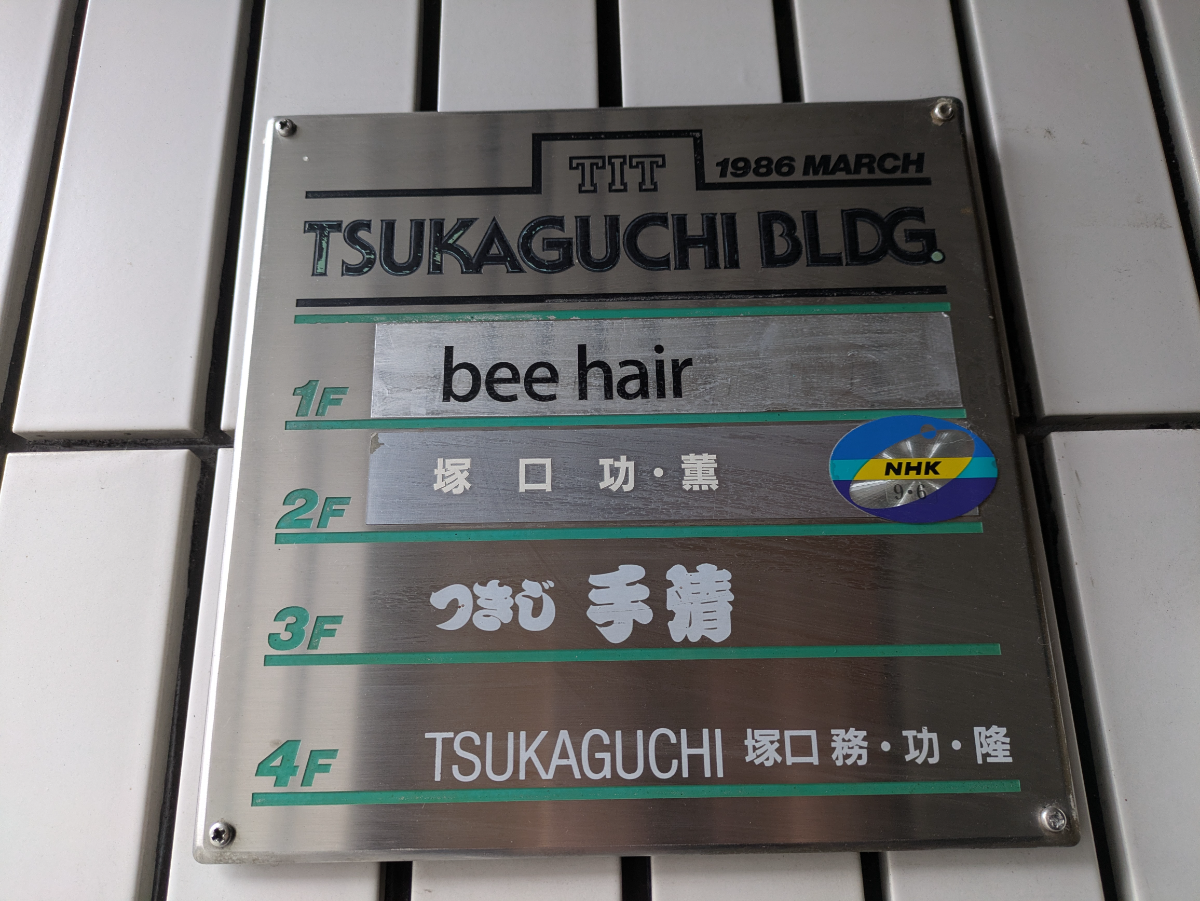 TIT 1986 MARCH
TSUKAGUCHI BLDG.
1F bee hair
2F 塚口 功・薫
NHK
9・6
3F つきじ 手清
4F TSUKAGUCHI 塚口 務・功・隆